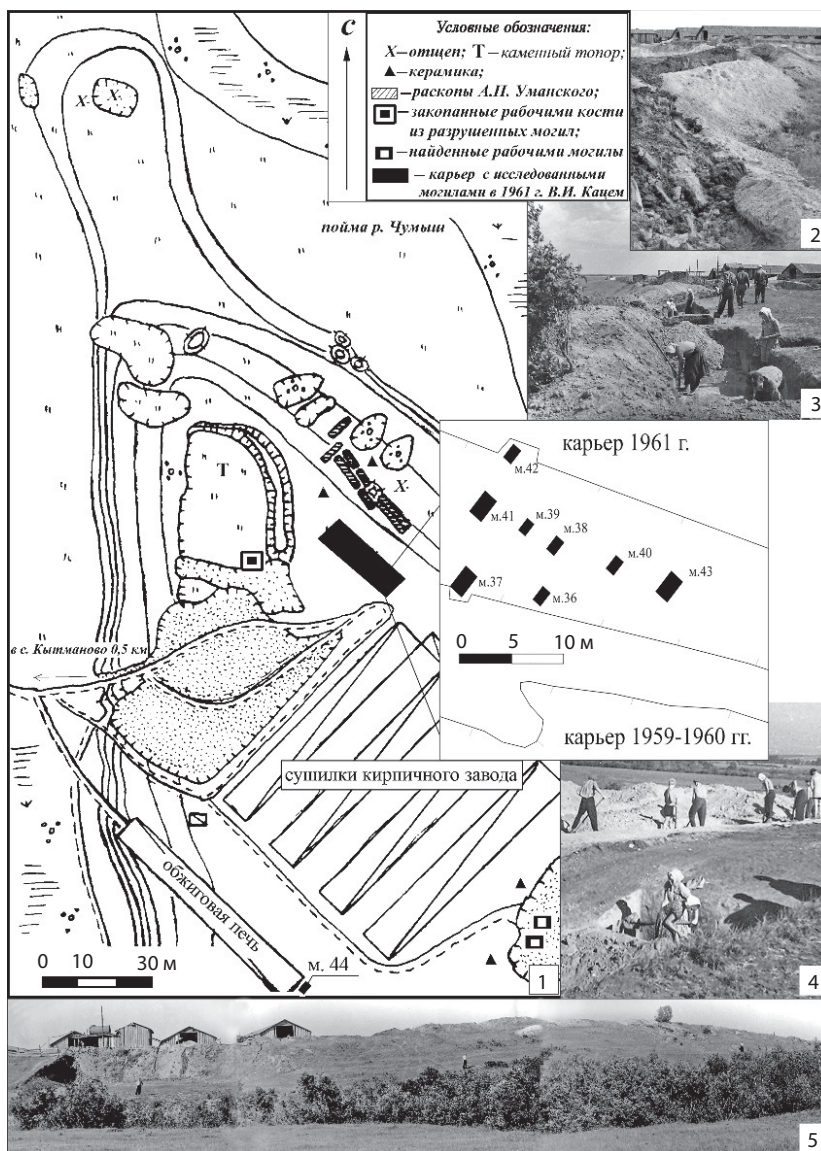 С
Условные обозначения:
X–отщеп; Т–каменный топор;
▲–керамика;
–раскопы А.П. Уманского;
–закопанные рабочими кости
из разрушенных могил;
–найденные рабочими могилы
– карьер с исследованными
могилами в 1961 г. В.И. Кацем
2
X.
X.
пойма р. Чумыш
3
Т
X.
карьер 1961 г.
м.42
м.41
м.39
м.38
м.40
м.43
м.37
м.36
0 5 10 м
карьер 1959-1960 гг.
в с. Кытманово 0,5 км
сушилки кирпичного завода
обжиговая печь
м. 44
0 10 30 м
1
4
5